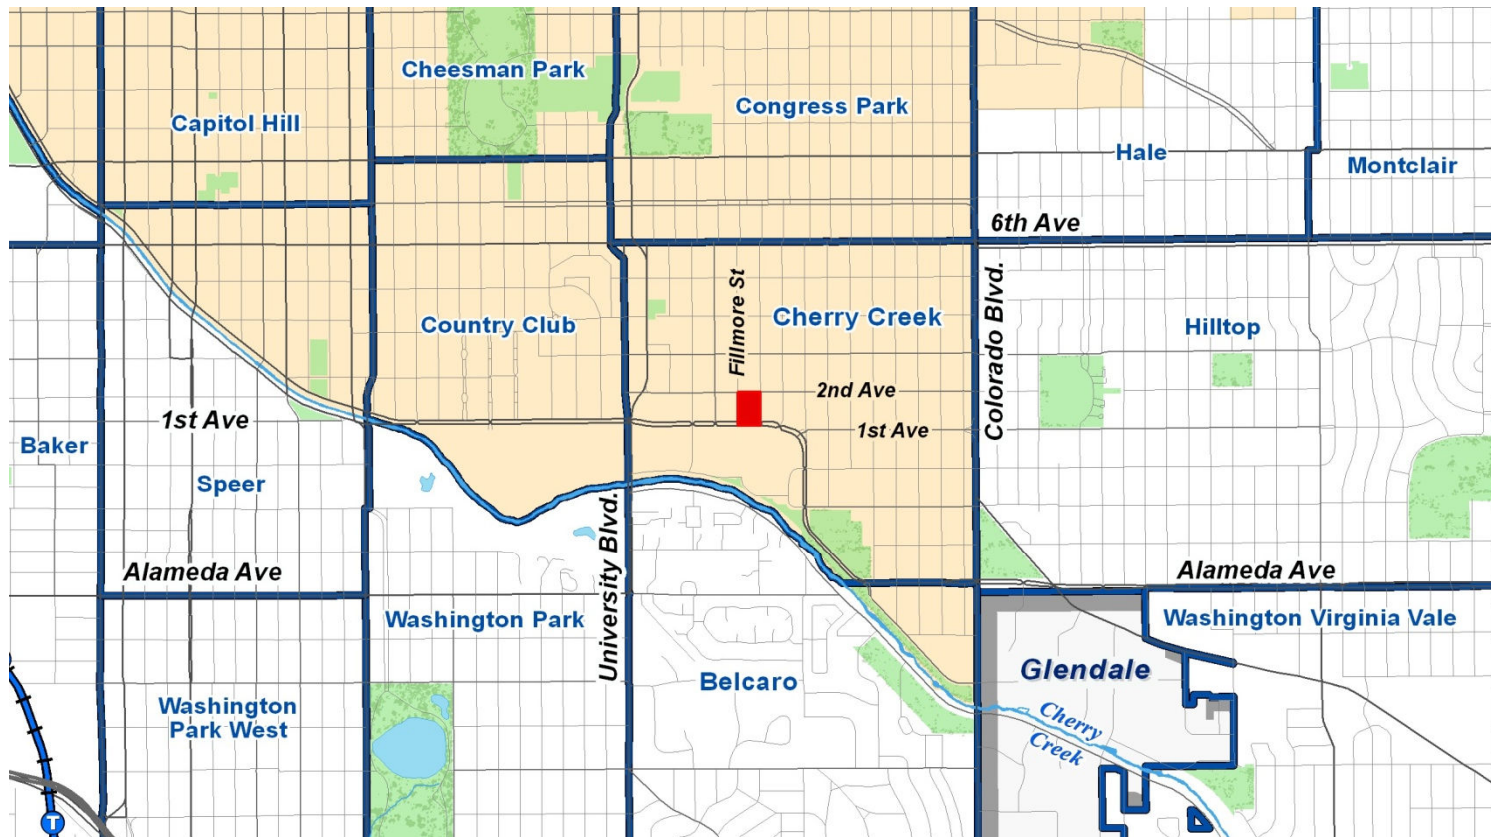 Cheesman Park
Congress Park
Capitol Hill
Hale
Montclair
6th Ave
Fillmore St
Colorado Blvd.
Country Club
Cherry Creek
Hilltop
2nd Ave
1st Ave
1st Ave
Baker
Speer
University Blvd.
Alameda Ave
Alameda Ave
Washington Park
Washington Virginia Vale
Belcaro
Glendale
Washington
Park West
Cherry
Creek
T